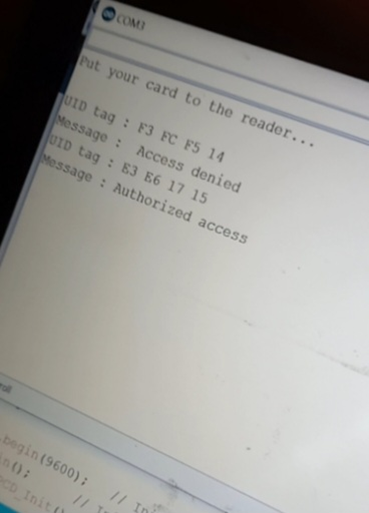 COM3
Put your card to the reader...
UID tag : F3 FC F5 14
Message :  Access denied
UID tag : E3 E6 17 15
Message : Authorized access
begin(9600);